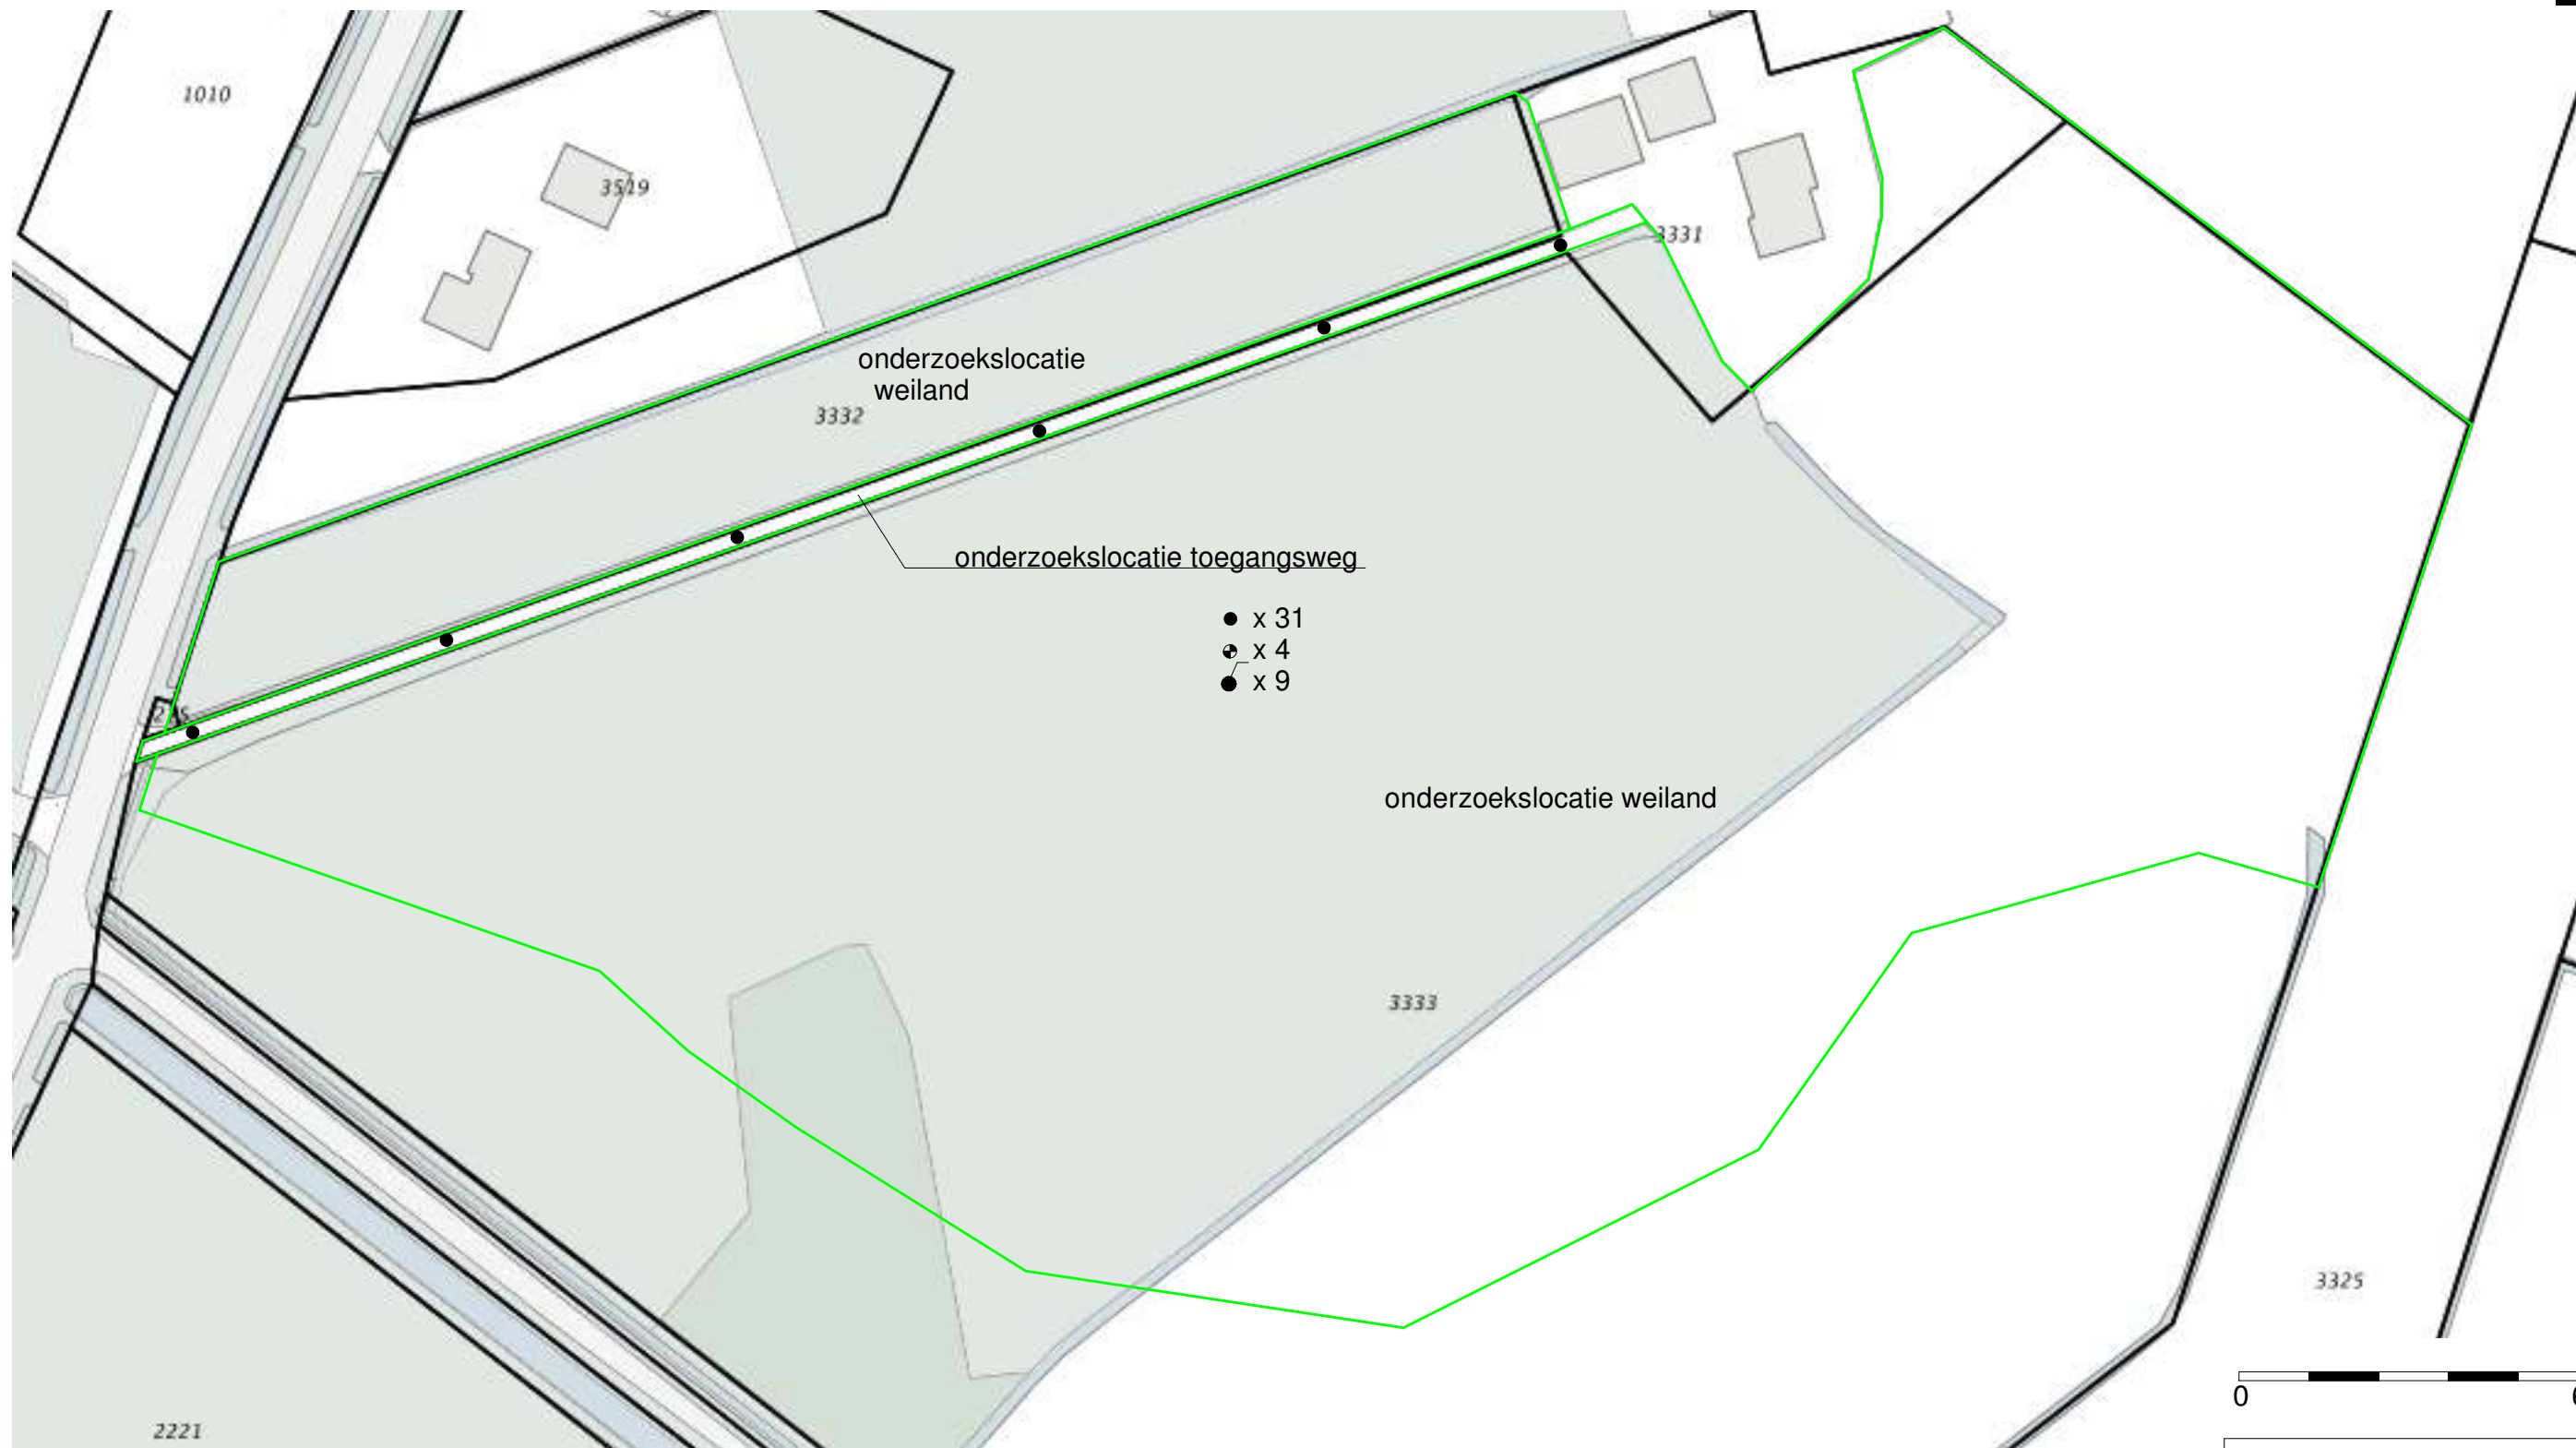 1010
3519
3331
onderzoekslocatie
weiland
3332
onderzoekslocatie toegangsweg
x 31
x 4
x 9
onderzoekslocatie weiland
3333
3325
0
2221